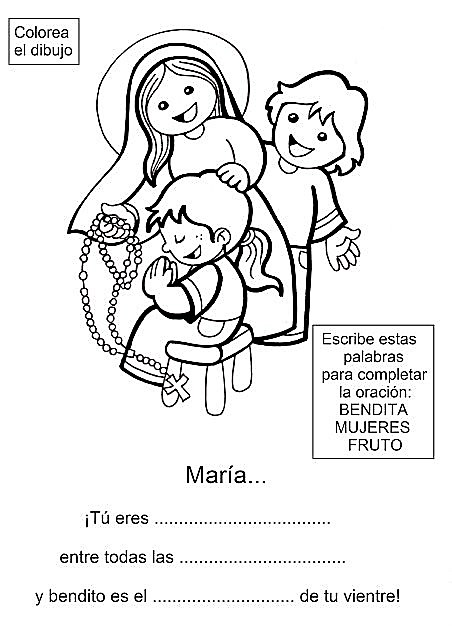 Colorea
el dibujo
Escribe estas
palabras
para completar
la oración:
BENDITA
MUJERES
FRUTO
María...
¡Tú eres ..................................
entre todas las ................................
y bendito es el ........................... de tu vientre!